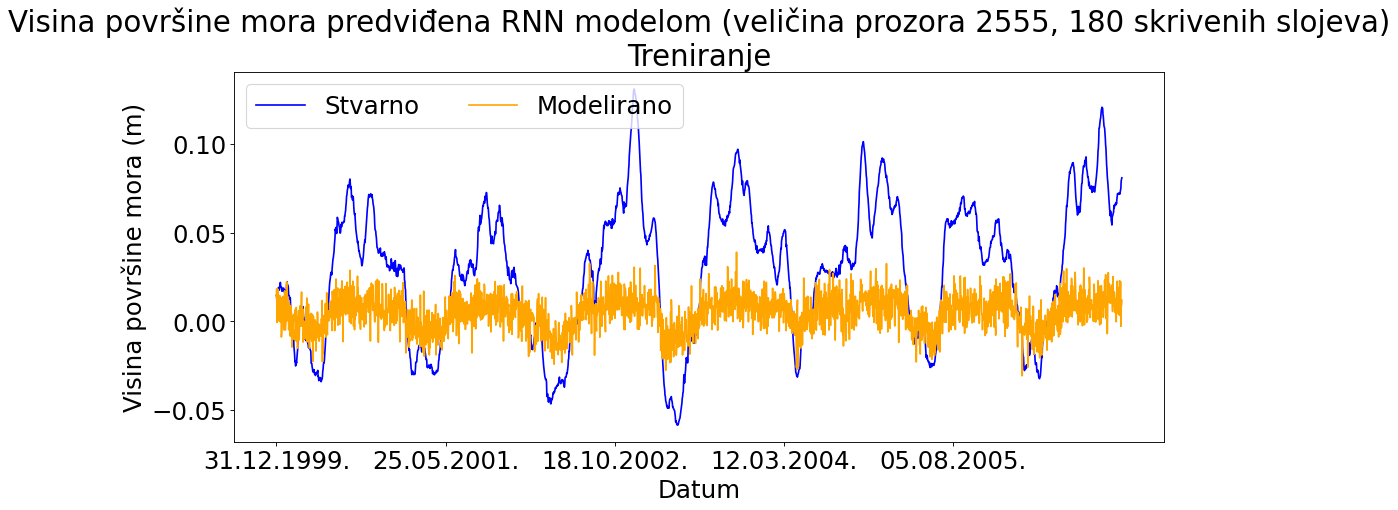 Visina površine mora predviđena RNN modelom (veličina prozora 2555, 180 skrivenih slojeva)
Treniranje
Stvarno Modelirano
Visina površine mora (m)
0.10
0.05
0.00
−0.05
31.12.1999. 25.05.2001. 18.10.2002. 12.03.2004. 05.08.2005.
Datum